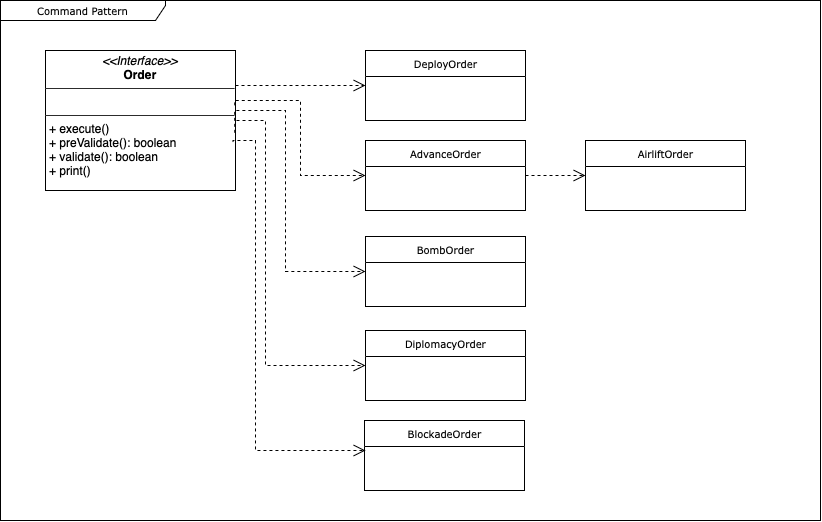 Command Pattern
<<Interface>>
Order
+ execute()
+ preValidate(): boolean
+ validate(): boolean
+ print()
DeployOrder
AdvanceOrder
AirliftOrder
BombOrder
DiplomacyOrder
BlockadeOrder